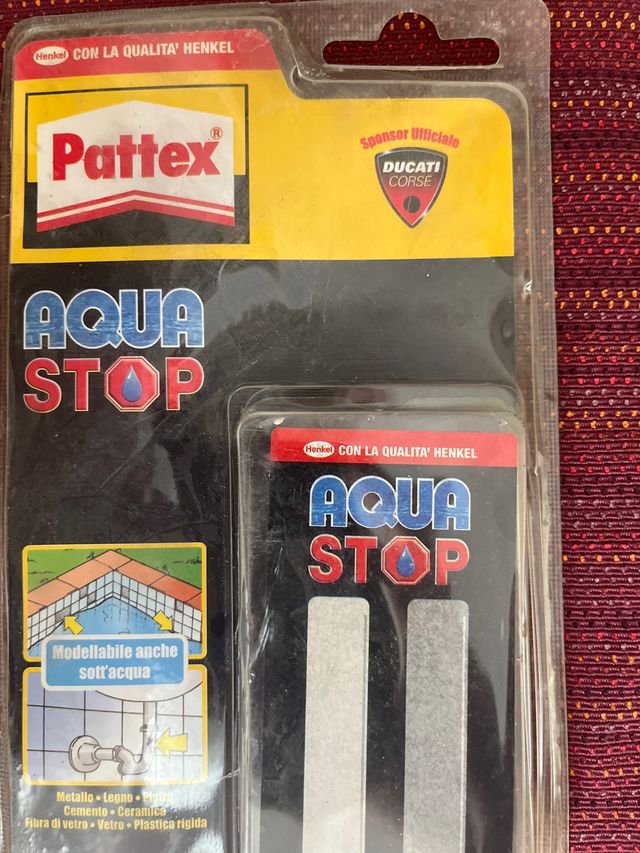 Henkel CON LA QUALITA' HENKEL
Pattex®
Sponsor Ufficiale
DUCATI
CORSE
AQUA
STOP
Henkel CON LA QUALITA' HENKEL
AQUA
STOP
Modellabile anche
sott'acqua
Metallo • Legno • Pietra
Cemento • Ceramica
Fibra di vetro • Vetro • Plastica rigida